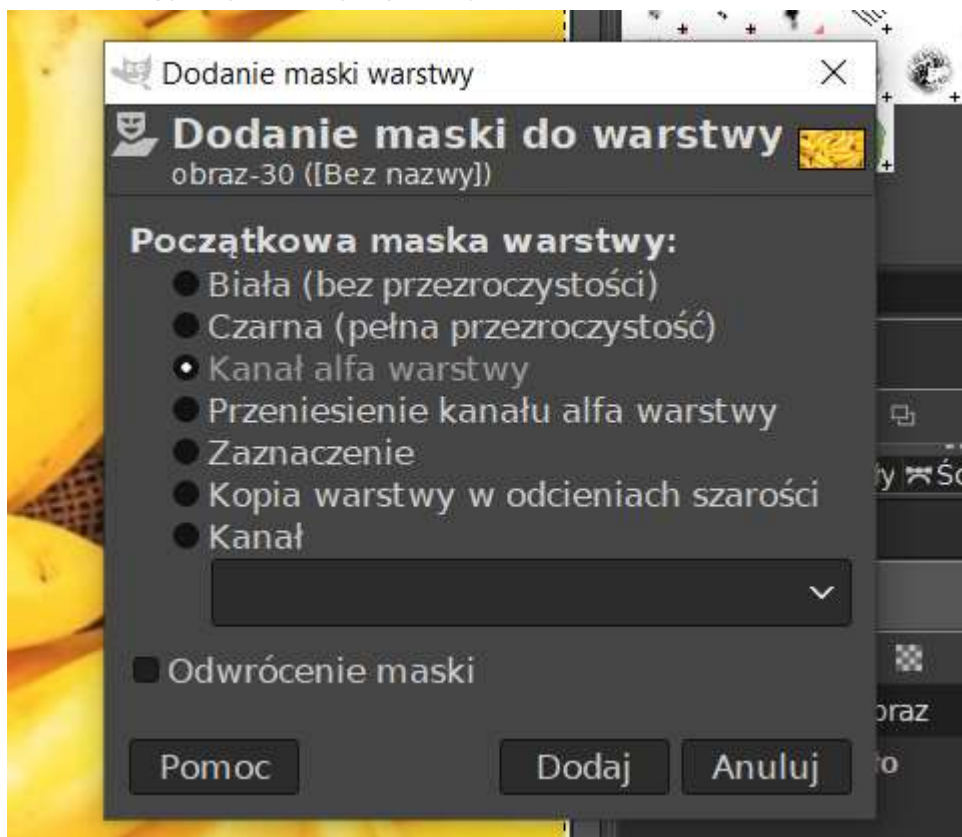 Dodanie maski warstwy
Dodanie maski do warstwy
obraz-30 ([Bez nazwy])
Początkowa maska warstwy:
Biała (bez przezroczystości)
Czarna (pełna przezroczystość)
Kanał alfa warstwy
Przeniesienie kanału alfa warstwy
Zaznaczenie
Kopia warstwy w odcieniach szarości
Kanał
Odwrócenie maski
Pomoc
Dodaj
Anuluj